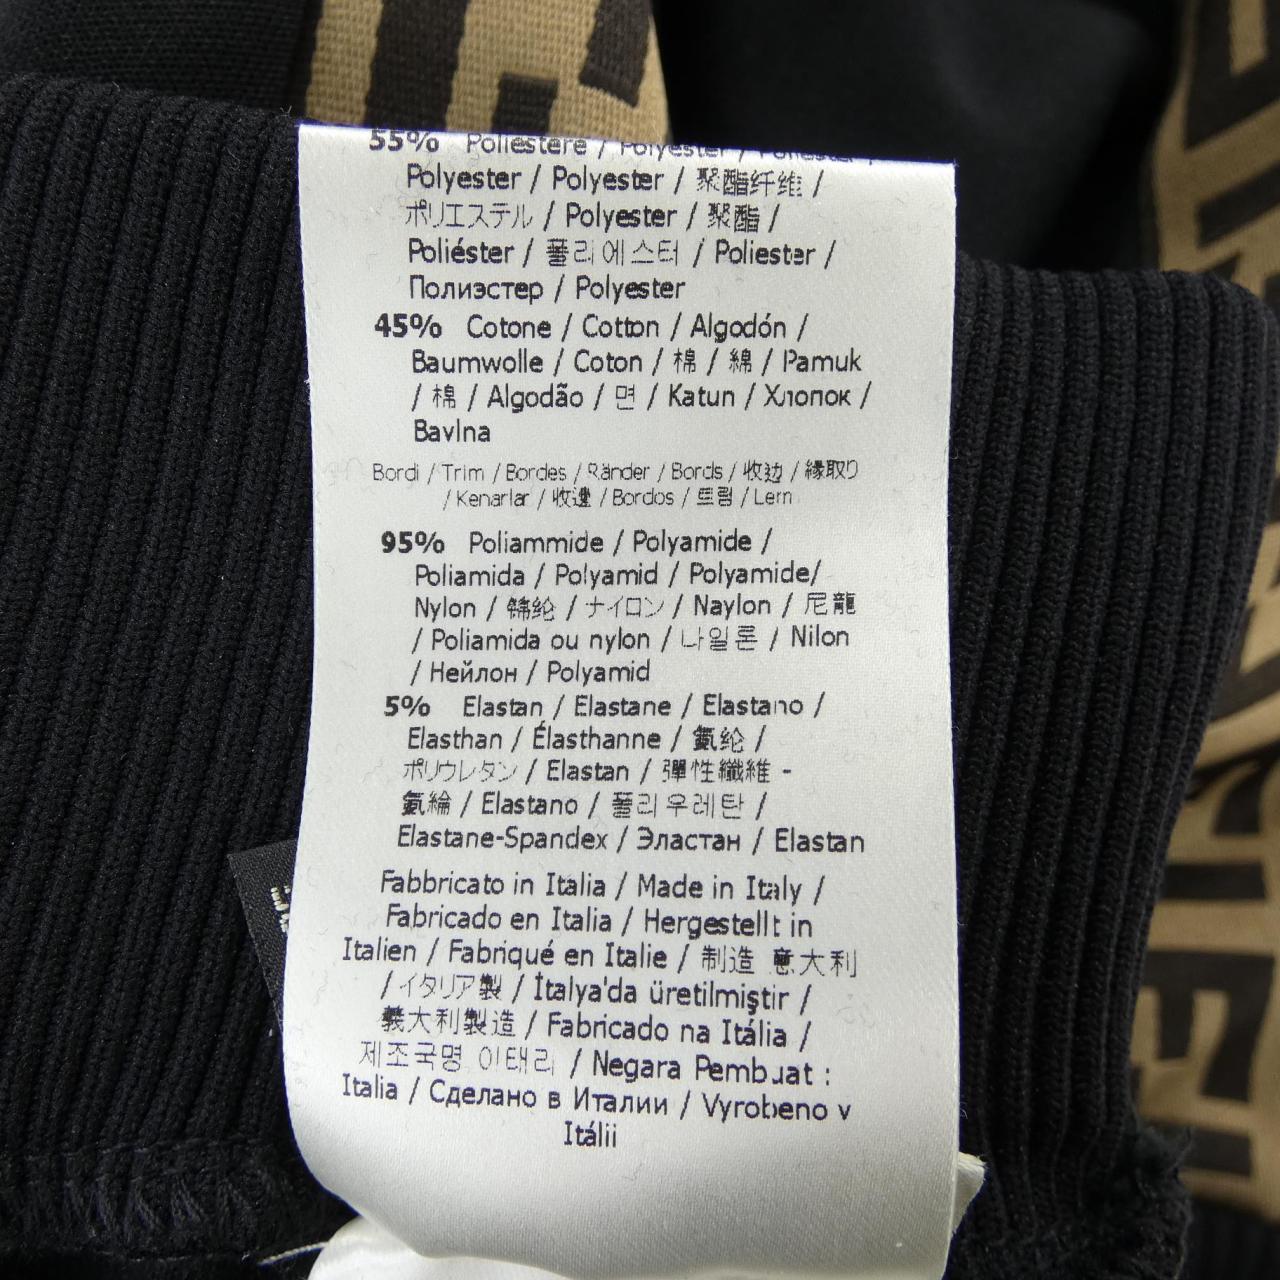 55% Poliestere / Polyester / Poliéster /
Polyester / Polyester / 聚酯纤维 /
ポリエステル / Polyester / 聚酯 /
Poliéster / 폴리에스터 / Poliester /
Полиэстер / Polyester
45% Cotone / Cotton / Algodón /
Baumwolle / Coton / 棉 / 綿 / Pamuk
/ 棉 / Algodão / 면 / Katun / Хлопок /
Bavlna
Bordi / Trim / Bordes / Ränder / Bords / 收边 / 縁取り
/ Kenarlar / 收邊 / Bordos / 트림 / Lem
95% Poliammide / Polyamide /
Poliamida / Polyamid / Polyamide/
Nylon / 锦纶 / ナイロン / Naylon / 尼龍
/ Poliamida ou nylon / 나일론 / Nilon
/ Нейлон / Polyamid
5% Elastan / Elastane / Elastano /
Elasthan / Élasthanne / 氨纶 /
ポリウレタン / Elastan / 彈性纖維 -
氨綸 / Elastano / 폴리우레탄 /
Elastane-Spandex / Эластан / Elastan
Fabbricato in Italia / Made in Italy /
Fabricado en Italia / Hergestellt in
Italien / Fabriqué en Italie / 制造 意大利
/ イタリア製 / İtalya'da üretilmiştir /
義大利製造 / Fabricado na Itália /
제조국명 이태리 / Negara Pembuat :
Italia / Сделано в Италии / Vyrobeno v
Itálii